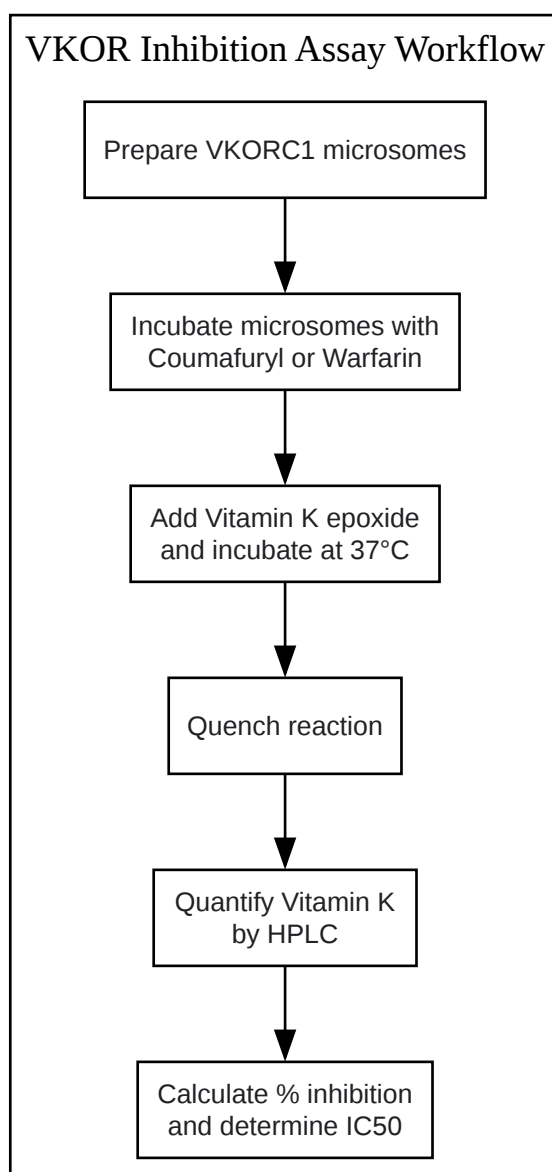 VKOR Inhibition Assay Workflow
Prepare VKORC1 microsomes
Incubate microsomes with
Coumafuryl or Warfarin
Add Vitamin K epoxide
and incubate at 37°C
Quench reaction
Quantify Vitamin K
by HPLC
Calculate % inhibition
and determine IC50